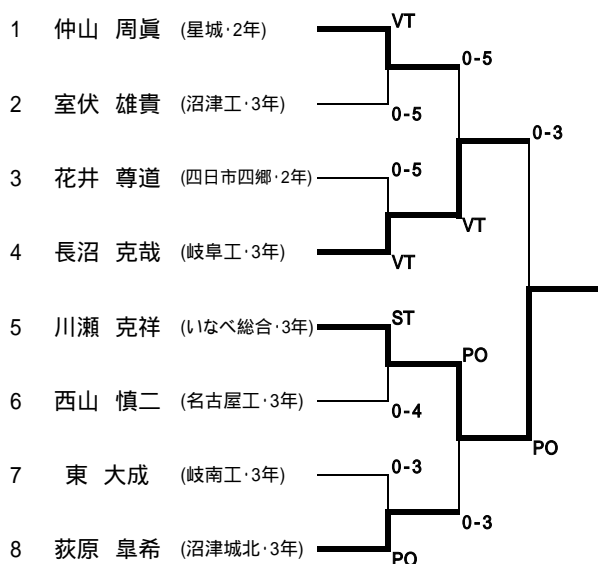 1 仲山 周眞 (星城·2年) VT
0-5
2 室伏 雄貴 (沼津工·3年) 0-5
0-3
3 花井 尊道 (四日市四郷·2年) 0-5
VT
4 長沼 克哉 (岐阜工·3年) VT
5 川瀬 克祥 (いなべ総合·3年) ST
PO
6 西山 慎二 (名古屋工·3年) 0-4
PO
7 東 大成 (岐南工·3年) 0-3
0-3
8 荻原 皐希 (沼津城北·3年) PO